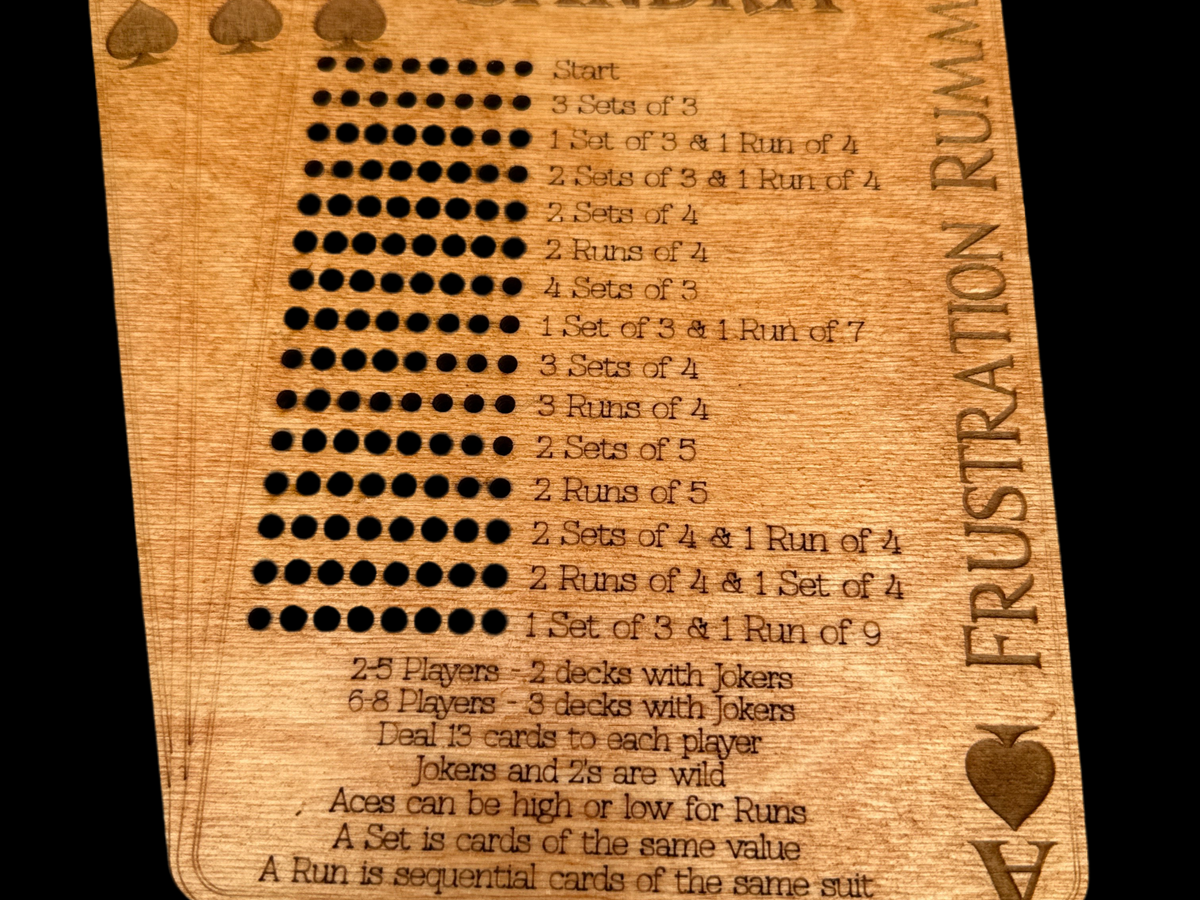 Start
3 Sets of 3
1 Set of 3 & 1 Run of 4
2 Sets of 3 & 1 Run of 4
2 Sets of 4
2 Runs of 4
4 Sets of 3
1 Set of 3 & 1 Run of 7
3 Sets of 4
3 Runs of 4
2 Sets of 5
2 Runs of 5
2 Sets of 4 & 1 Run of 4
2 Runs of 4 & 1 Set of 4
1 Set of 3 & 1 Run of 9
2-5 Players - 2 decks with Jokers
6-8 Players - 3 decks with Jokers
Deal 13 cards to each player
Jokers and 2's are wild
Aces can be high or low for Runs
A Set is cards of the same value
A Run is sequential cards of the same suit
FRUSTRATION RUMM
A